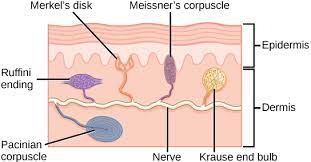 Merkel's disk
Meissner's corpuscle
Epidermis
Ruffini
ending
Dermis
Pacinian
corpuscle
Nerve
Krause end bulb